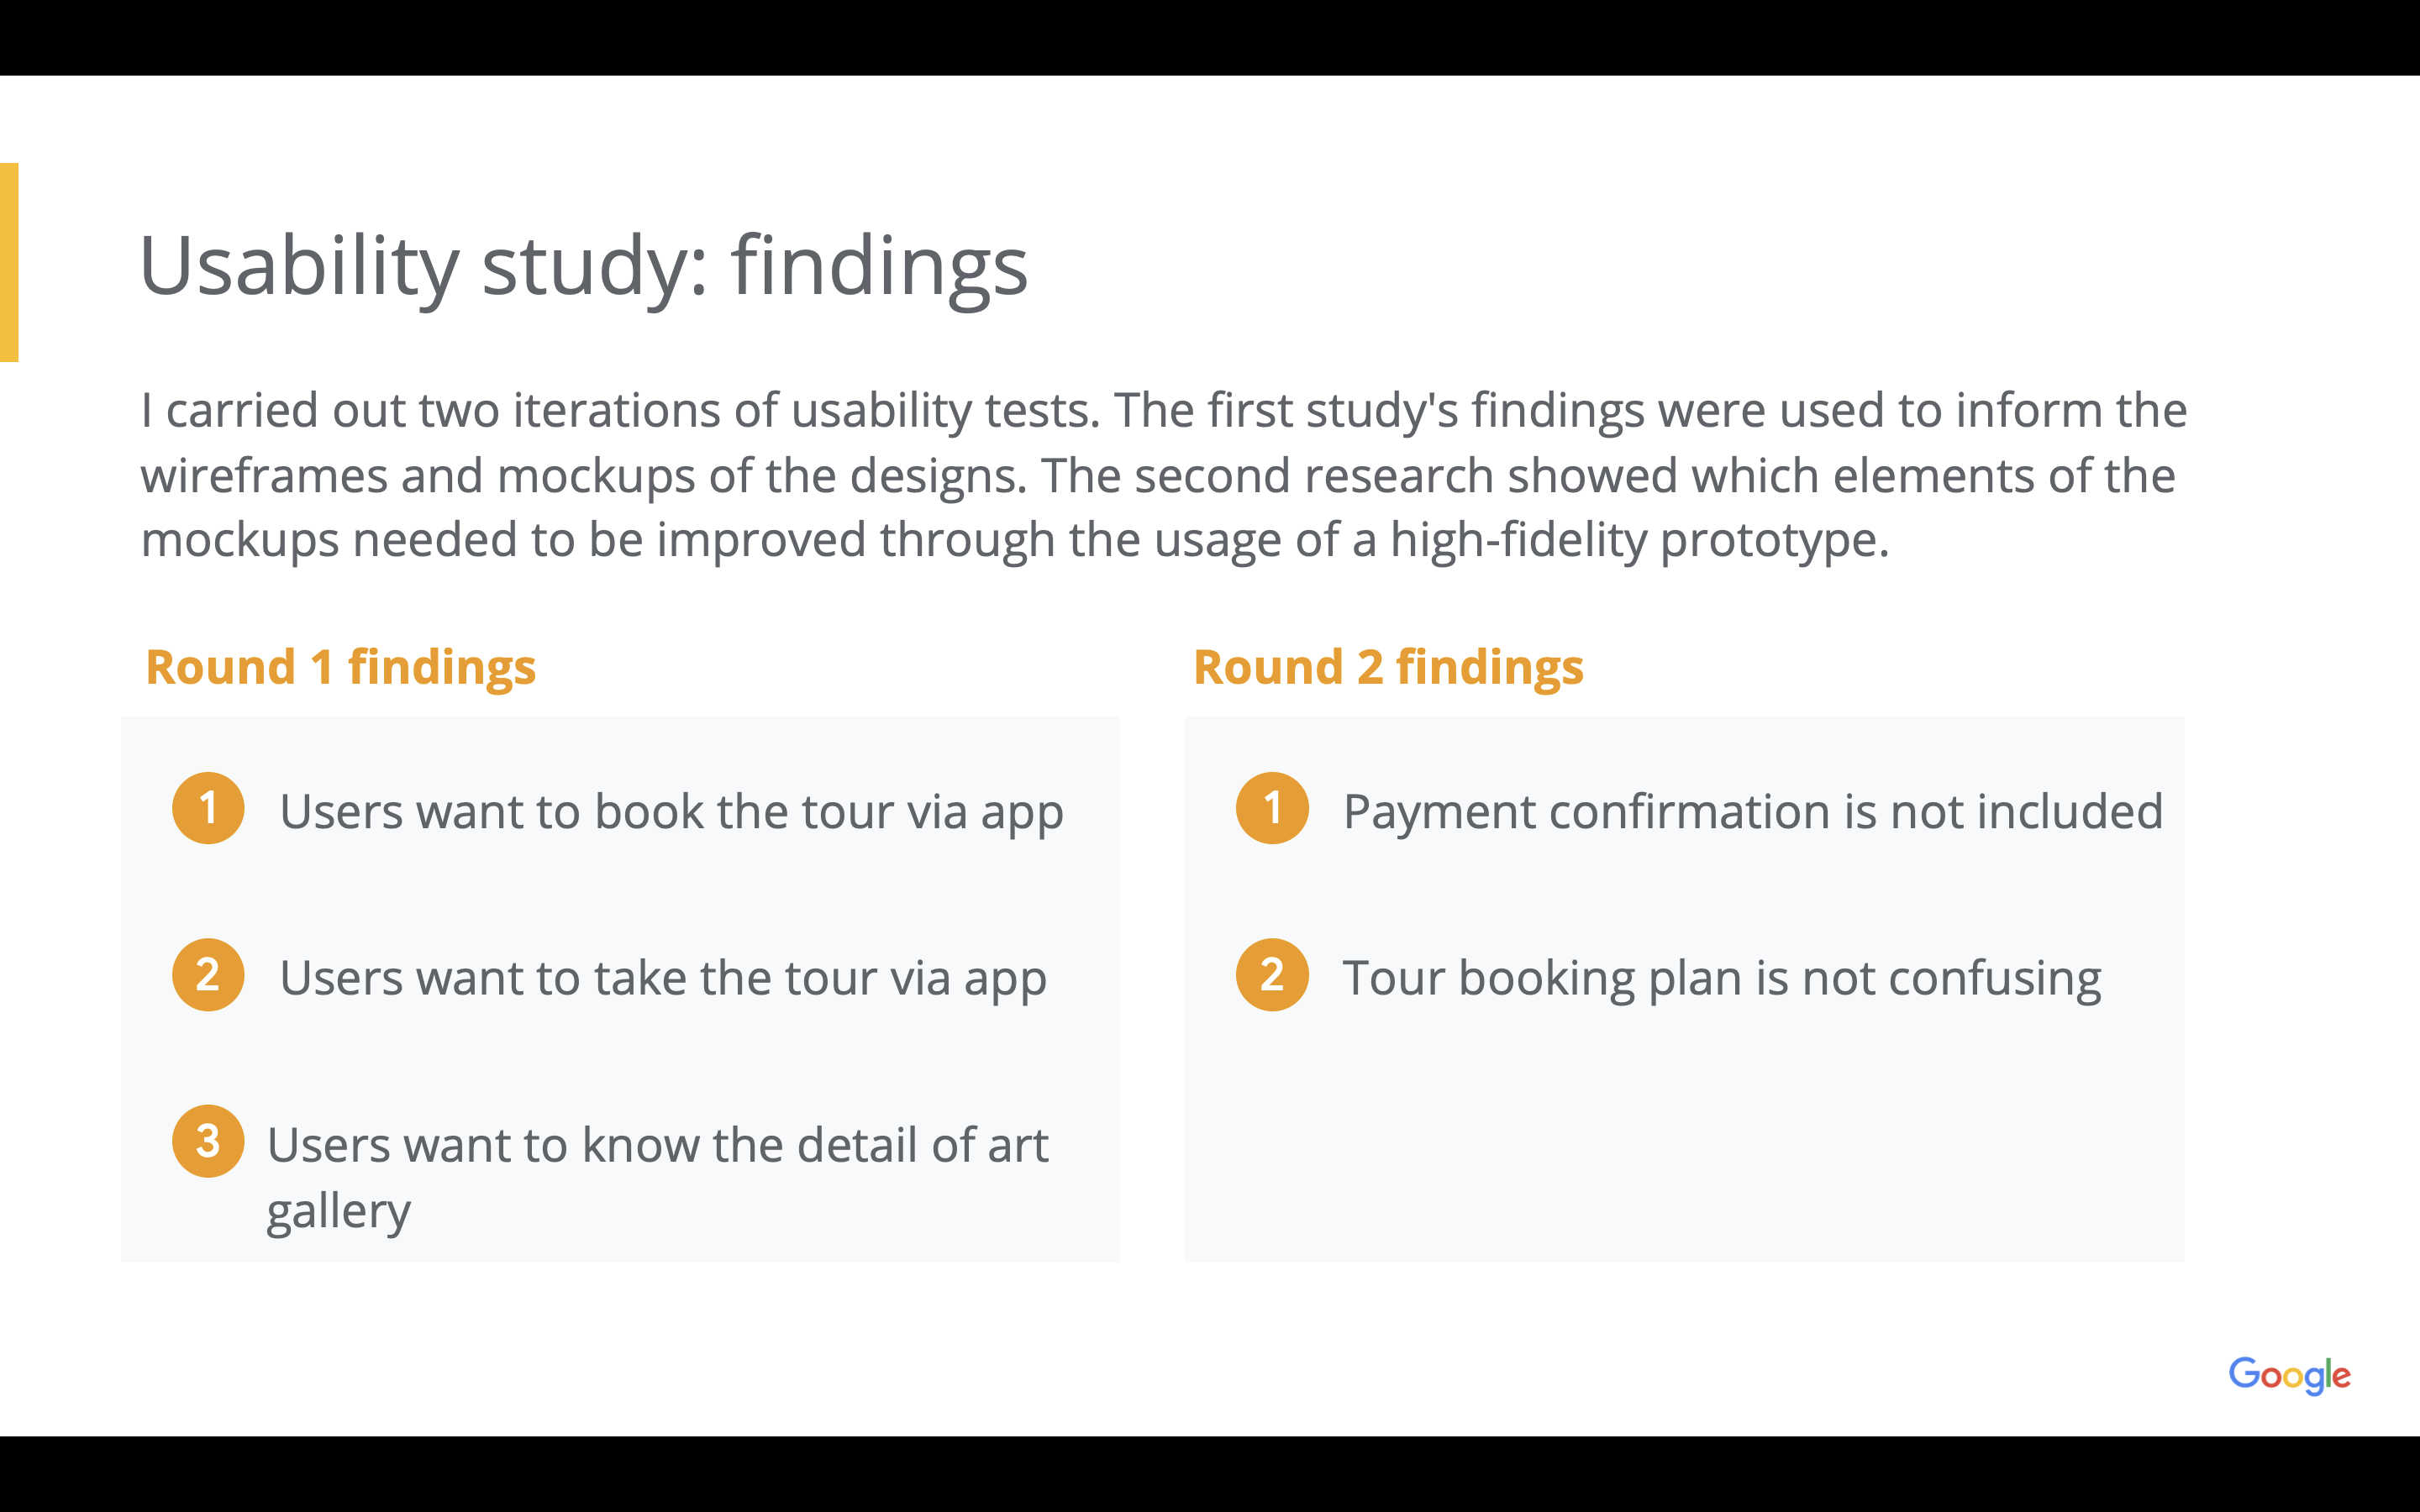 Usability study: findings
I carried out two iterations of usability tests. The first study's findings were used to inform the
wireframes and mockups of the designs. The second research showed which elements of the
mockups needed to be improved through the usage of a high-fidelity prototype.
Round 1 findings
1 Users want to book the tour via app
2 Users want to take the tour via app
3 Users want to know the detail of art
gallery
Round 2 findings
1 Payment confirmation is not included
2 Tour booking plan is not confusing
Google